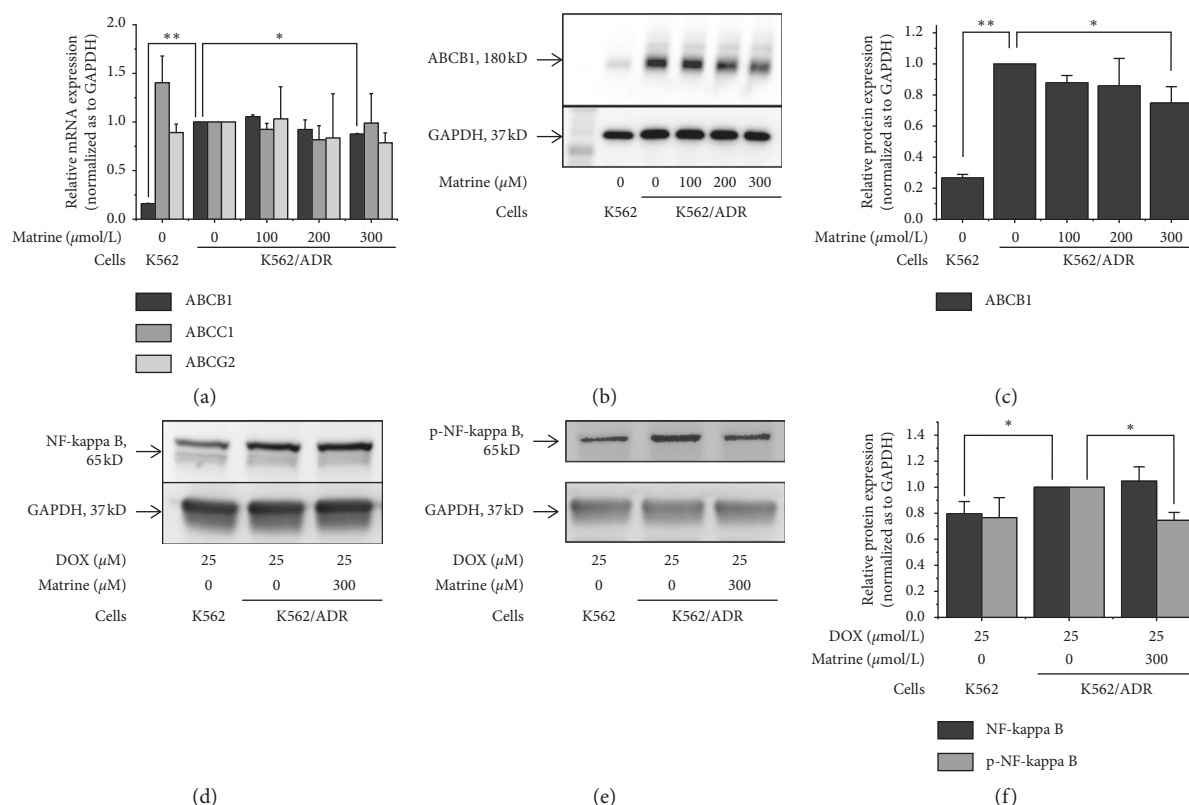 Relative mRNA expression
(normalized as to GAPDH)
2.0
1.5
1.0
0.5
0.0
**
*
Matrine (μmol/L)
0
0
100
200
300
Cells
K562
K562/ADR
ABCB1
ABCC1
ABCG2
(a)
ABCB1, 180 kD
GAPDH, 37 kD
Matrine (μM)
0
0
100
200
300
Cells
K562
K562/ADR
(b)
Relative protein expression
(normalized as to GAPDH)
1.4
1.2
1.0
0.8
0.6
0.4
0.2
0.0
**
*
Matrine (μmol/L)
0
0
100
200
300
Cells
K562
K562/ADR
ABCB1
(c)
NF-kappa B,
65 kD
GAPDH, 37 kD
DOX (μM)
25
25
25
Matrine (μM)
0
0
300
Cells
K562
K562/ADR
(d)
p-NF-kappa B,
65 kD
GAPDH, 37 kD
DOX (μM)
25
25
25
Matrine (μM)
0
0
300
Cells
K562
K562/ADR
(e)
Relative protein expression
(normalized as to GAPDH)
1.4
1.2
1.0
0.8
0.6
0.4
0.2
0.0
*
*
DOX (μmol/L)
25
25
25
Matrine (μmol/L)
0
0
300
Cells
K562
K562/ADR
NF-kappa B
p-NF-kappa B
(f)